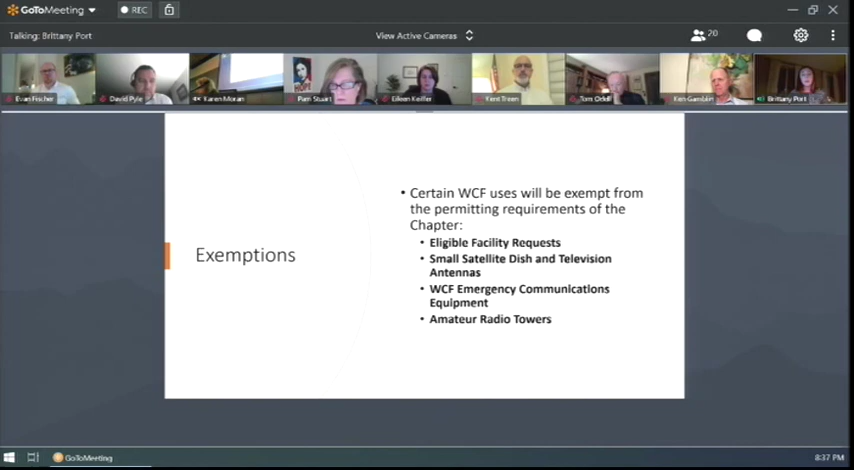 GoToMeeting
REC
Talking: Brittany Port
View Active Cameras
20
HOPE
Evan Fischer
David Pyle
Karen Moran
Pam Stuart
Eileen Keiffer
Kent Treen
Tom Odell
Ken Gamblin
Brittany Port
Exemptions
• Certain WCF uses will be exempt from
the permitting requirements of the
Chapter:
• Eligible Facility Requests
• Small Satellite Dish and Television
Antennas
• WCF Emergency Communications
Equipment
• Amateur Radio Towers
GoToMeeting
8:37 PM